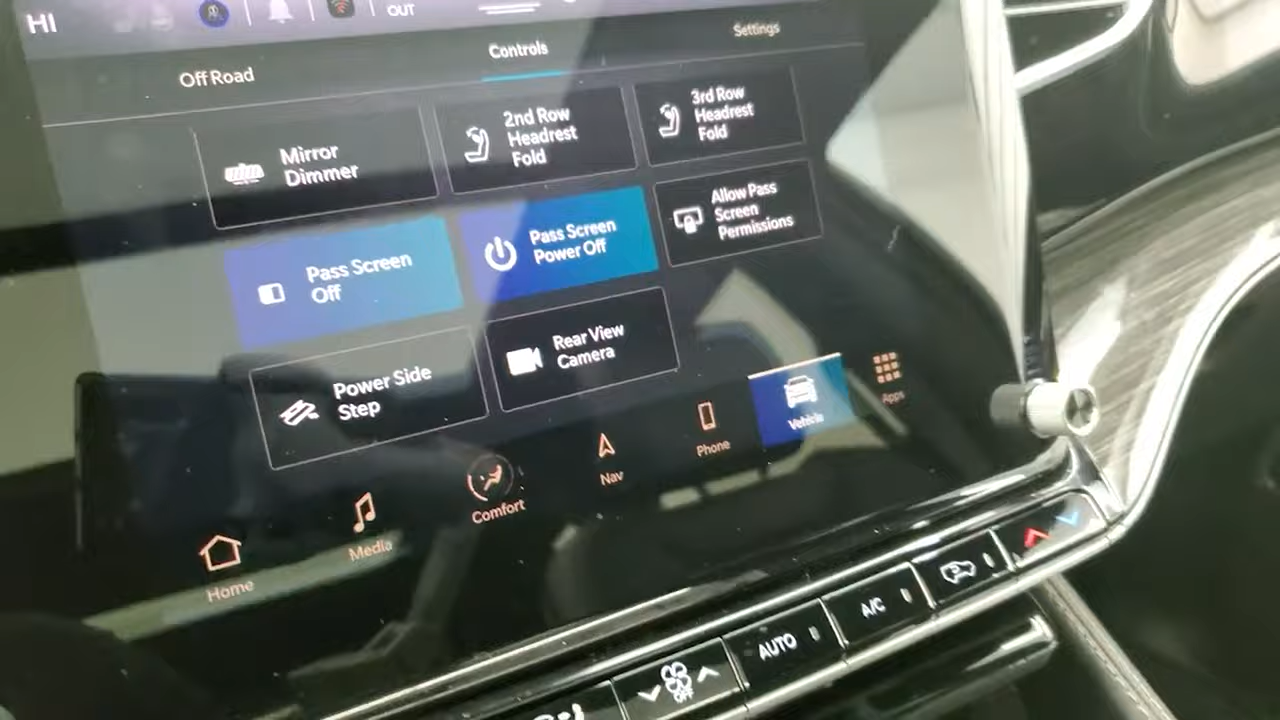 HI
OUT
Off Road
Controls
Settings
Mirror
Dimmer
2nd Row
Headrest
Fold
3rd Row
Headrest
Fold
Pass Screen
Off
Pass Screen
Power Off
Allow Pass
Screen
Permissions
Power Side
Step
Rear View
Camera
Home
Media
Comfort
Nav
Phone
Vehicle
Apps
OFF
AUTO
A/C